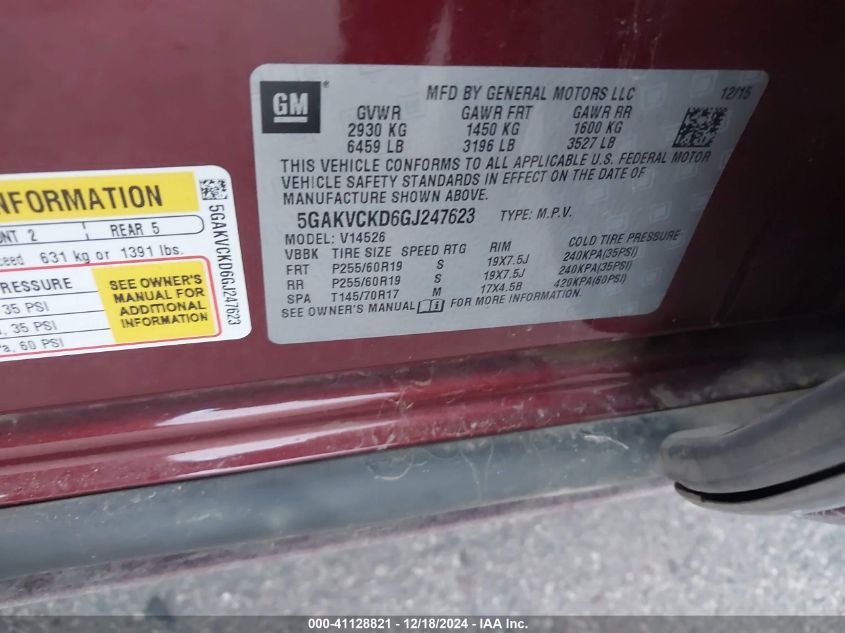 GM
MFD BY GENERAL MOTORS LLC 12/15
GVWR GAWR FRT GAWR RR
2930 KG 1450 KG 1600 KG
6459 LB 3196 LB 3527 LB
THIS VEHICLE CONFORMS TO ALL APPLICABLE U.S. FEDERAL MOTOR
VEHICLE SAFETY STANDARDS IN EFFECT ON THE DATE OF
MANUFACTURE SHOWN ABOVE.
5GAKVCKD6GJ247623 TYPE: M.P.V.
MODEL: V14526
VBBK TIRE SIZE SPEED RTG RIM COLD TIRE PRESSURE
FRT P255/60R19 S 19X7.5J 240KPA(35PSI)
RR P255/60R19 S 19X7.5J 240KPA(35PSI)
SPA T145/70R17 M 17X4.5B 420KPA(60PSI)
SEE OWNER'S MANUAL FOR MORE INFORMATION.
NFORMATION
NT 2 REAR 5
ceed 631 kg or 1391 lbs.
PRESSURE
35 PSI
35 PSI
a, 60 PSI
SEE OWNER'S
MANUAL FOR
ADDITIONAL
INFORMATION
5GAKVCKD6GJ247623
000-41128821 - 12/18/2024 - IAA Inc.